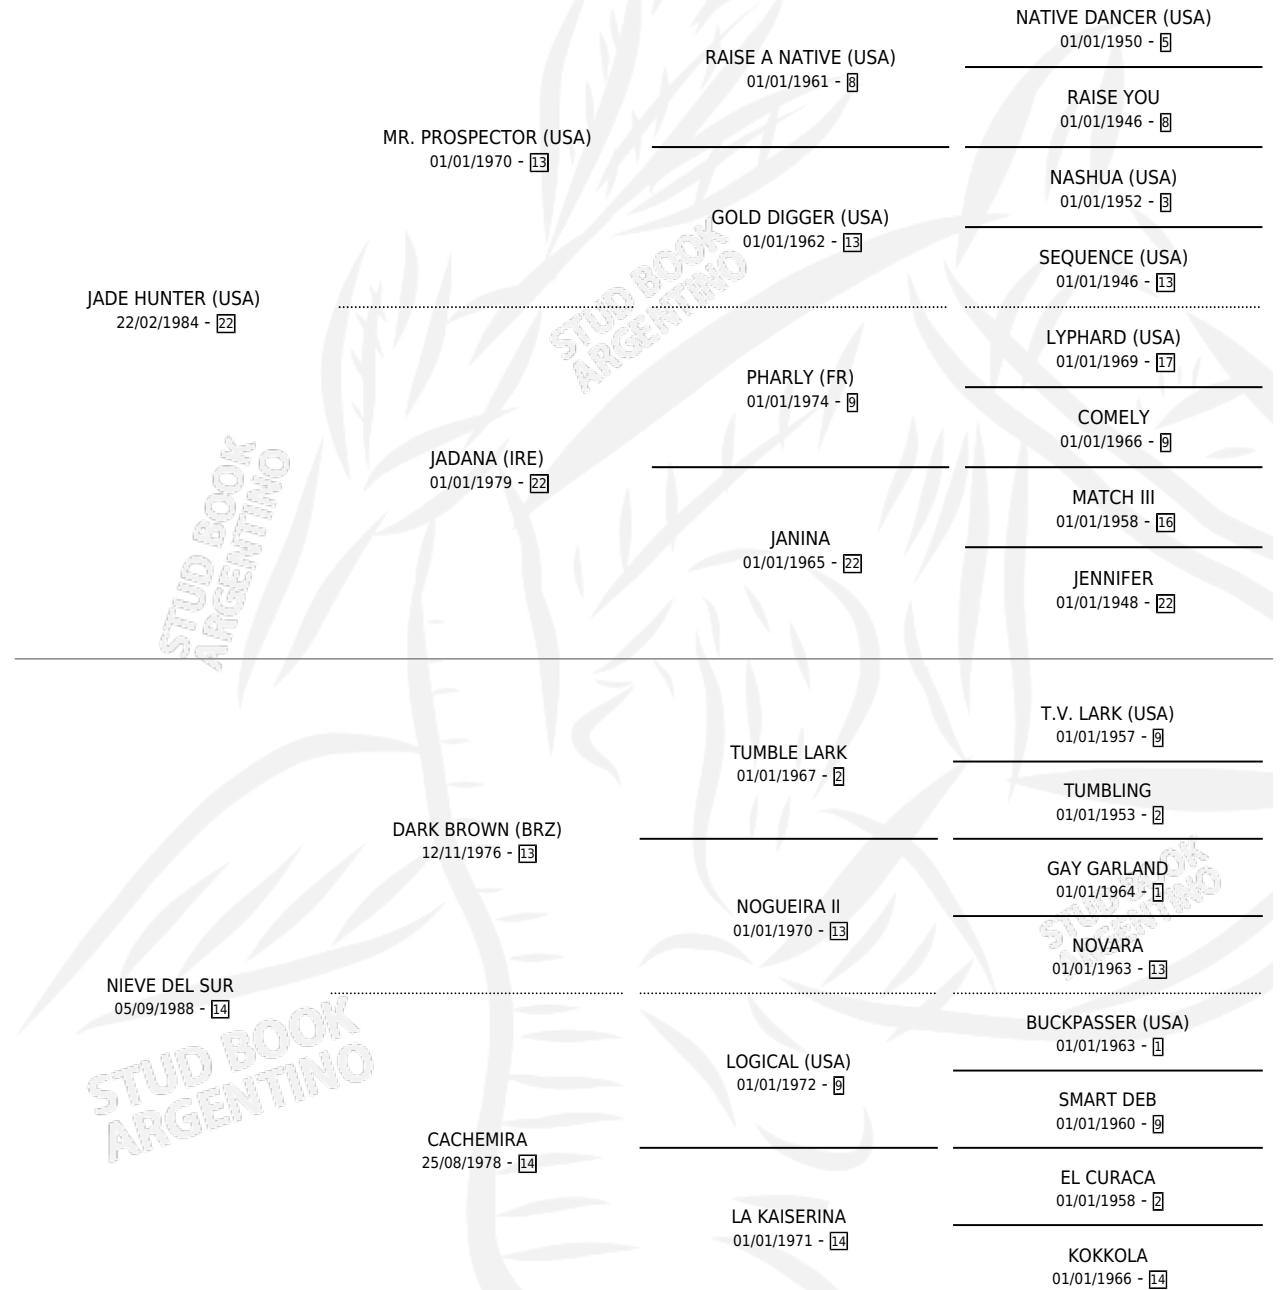 NATIVE DANCER (USA)
01/01/1950 - 5
RAISE A NATIVE (USA)
01/01/1961 - 8
RAISE YOU
01/01/1946 - 8
MR. PROSPECTOR (USA)
01/01/1970 - 13
NASHUA (USA)
01/01/1952 - 3
GOLD DIGGER (USA)
01/01/1962 - 13
SEQUENCE (USA)
01/01/1946 - 13
JADE HUNTER (USA)
22/02/1984 - 22
STUD BOOK
ARGENTINO
LYPHARD (USA)
01/01/1969 - 17
PHARLY (FR)
01/01/1974 - 9
COMELY
01/01/1966 - 9
JADANA (IRE)
01/01/1979 - 22
MATCH III
01/01/1958 - 16
JANINA
01/01/1965 - 22
JENNIFER
01/01/1948 - 22
STUD BOOK
ARGENTINO
T.V. LARK (USA)
01/01/1957 - 9
TUMBLE LARK
01/01/1967 - 2
TUMBLING
01/01/1953 - 2
DARK BROWN (BRZ)
12/11/1976 - 13
GAY GARLAND
01/01/1964 - 1
NOGUEIRA II
01/01/1970 - 13
NOVARA
01/01/1963 - 13
STUD BOOK
ARGENTINO
NIEVE DEL SUR
05/09/1988 - 14
BUCKPASSER (USA)
01/01/1963 - 1
LOGICAL (USA)
01/01/1972 - 9
SMART DEB
01/01/1960 - 9
STUD BOOK
ARGENTINO
CACHEMIRA
25/08/1978 - 14
EL CURACA
01/01/1958 - 2
LA KAISERINA
01/01/1971 - 14
KOKKOLA
01/01/1966 - 14